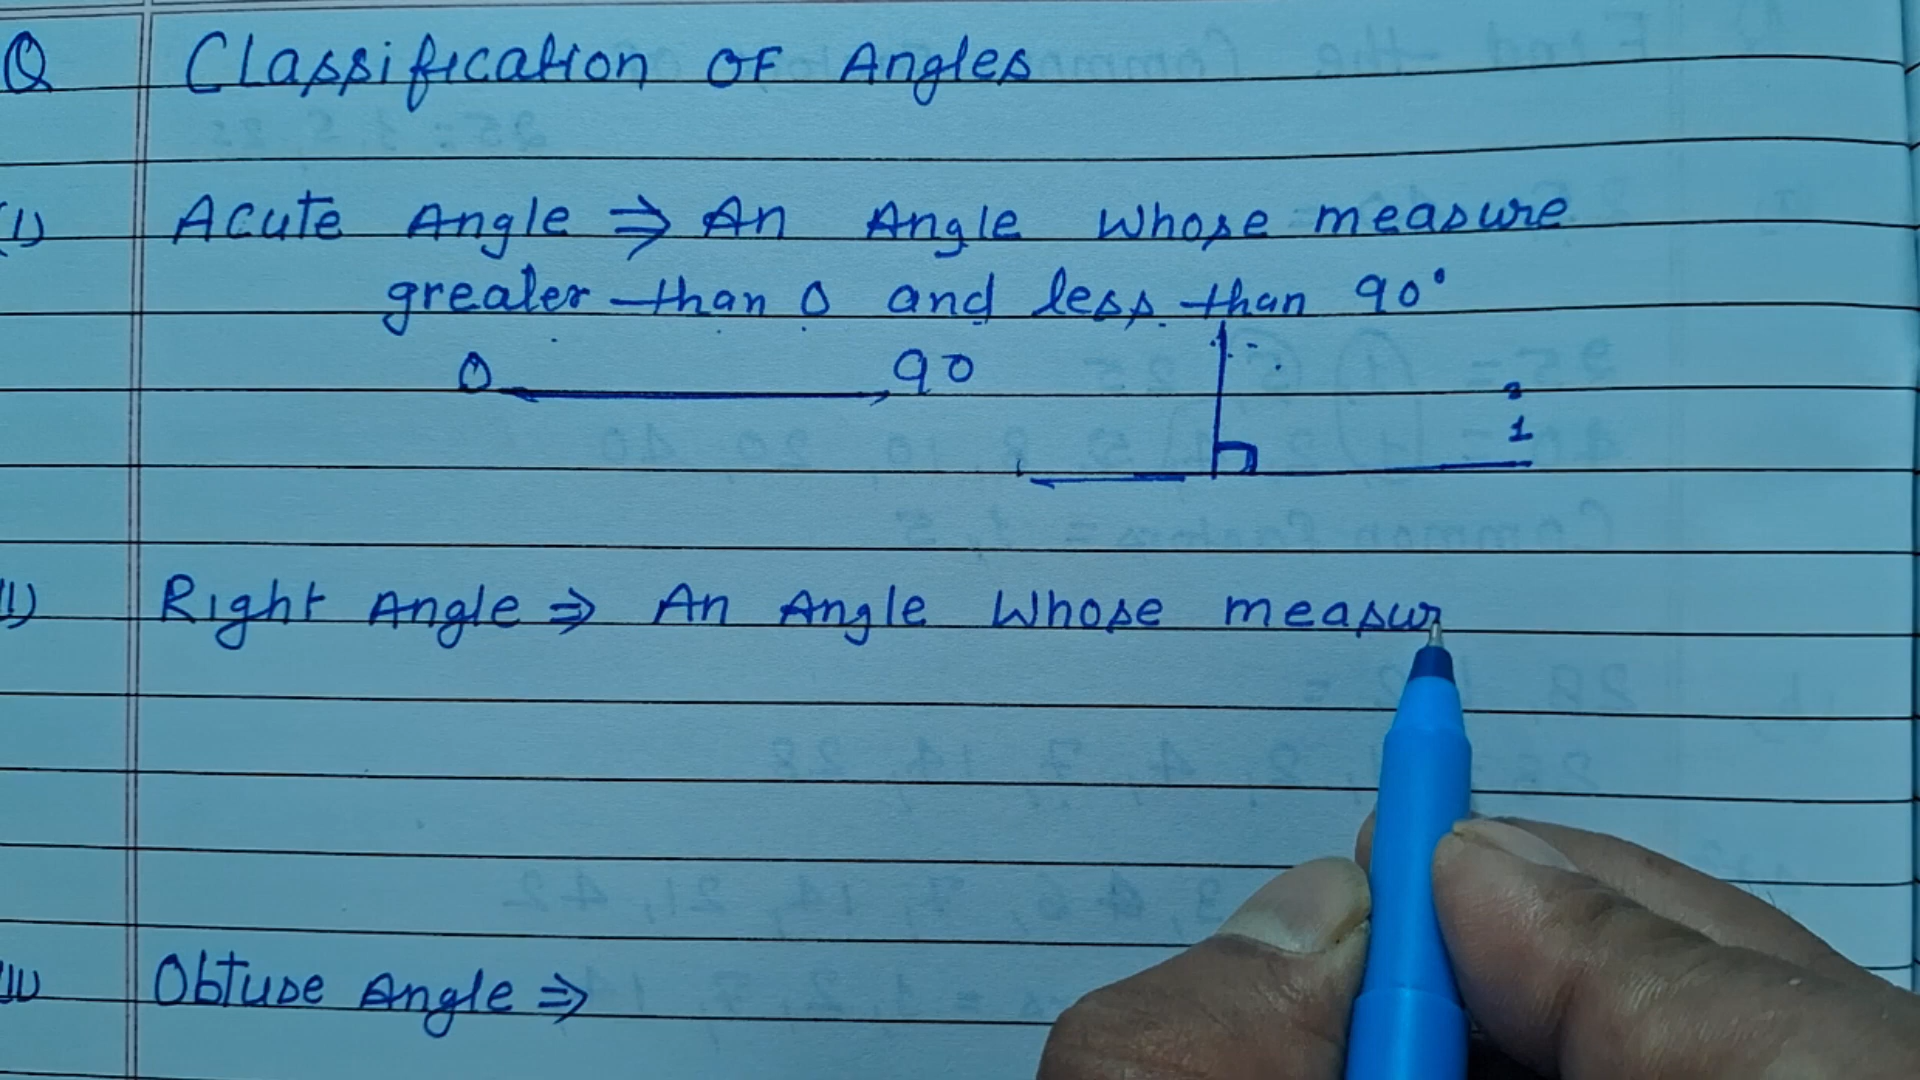 Q Classification OF Angles
(I) Acute Angle ⇒ An Angle Whose measure
greater than 0 and less than 90°
0 90
1
II) Right Angle ⇒ An Angle Whose measur
III) Obtuse Angle ⇒